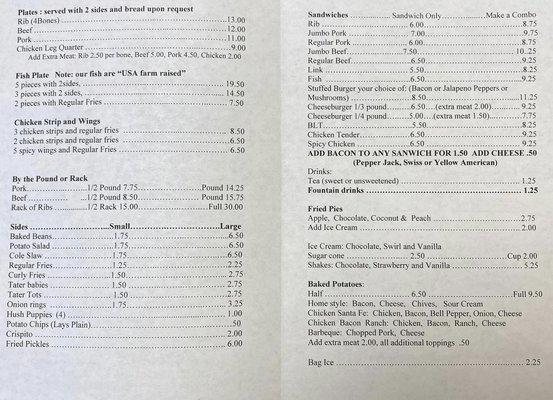 Plates : served with 2 sides and bread upon request
Rib (4Bones)..........13.00
Beef..........12.00
Pork..........11.00
Chicken Leg Quarter..........9.00
Add Extra Meat: Rib 2.50 per bone, Beef 5.00, Pork 4.50, Chicken 2.00
Fish Plate Note: our fish are "USA farm raised"
5 pieces with 2sides, .......... 19.50
3 pieces with 2 sides, .......... 14.50
2 pieces with Regular Fries .......... 7.50
Chicken Strip and Wings
3 chicken strips and regular fries .......... 8.50
2 chicken strips and regular fries ..........6.50
5 spicy wings and Regular Fries ..........6.50
By the Pound or Rack
Pork..........1/2 Pound 7.75..........Pound 14.25
Beef ..........1/2 Pound 8.50..........Pound 15.75
Rack of Ribs ..........1/2 Rack 15.00..........Full 30.00
Sides ..........Small..........Large
Baked Beans..........1.75..........6.50
Potato Salad ..........1.75..........6.50
Cole Slaw ..........1.75..........6.50
Regular Fries..........1.25..........2.25
Curly Fries ..........1.50 ..........2.75
Tater babies ..........1.50 ..........2.75
Tater Tots ..........1.50 ..........2.75
Onion rings ..........1.75..........3.25
Hush Puppies (4) .......... 1.00
Potato Chips (Lays Plain)..........50
Crispito .......... 2.00
Fried Pickles.......... 6.00
Sandwiches .......... Sandwich Only..........Make a Combo
Rib .......... 6.00..........8.75
Jumbo Pork .......... 7.00..........9.75
Regular Pork .......... 6.00..........8.75
Jumbo Beef..........7.50..........10..25
Regular Beef..........6.50..........9.25
Link ..........5.50..........8.25
Fish ..........6.50..........9.25
Stuffed Burger your choice of: (Bacon or Jalapeno Peppers or
Mushrooms) ..........8.50..........11.25
Cheeseburger 1/3 pound..........6.50....(extra meat 2.00).......... 9.25
Cheeseburger 1/4 pound..........5.00....(extra meat 1.50)..........7.75
BLT..........5.50..........8.25
Chicken Tender..........6.50..........9.25
Spicy Chicken ..........6.50..........9.25
ADD BACON TO ANY SANWICH FOR 1.50 ADD CHEESE .50
(Pepper Jack, Swiss or Yellow American)
Drinks:
Tea (sweet or unsweetened) .......... 1.25
Fountain drinks .......... 1.25
Fried Pies
Apple, Chocolate, Coconut & Peach ..........2.75
Add Ice Cream .......... 2.00
Ice Cream: Chocolate, Swirl and Vanilla
Sugar cone .......... 2.50 ..........Cup 2.00
Shakes: Chocolate, Strawberry and Vanilla .......... 5.25
Baked Potatoes:
Half .......... 6.50 ..........Full 9.50
Home style: Bacon, Cheese, Chives, Sour Cream
Chicken Santa Fe: Chicken, Bacon, Bell Pepper, Onion, Cheese
Chicken Bacon Ranch: Chicken, Bacon, Ranch, Cheese
Barbeque: Chopped Pork, Cheese
Add extra meat 2.00, all additional toppings .50
Bag Ice ..........2.25